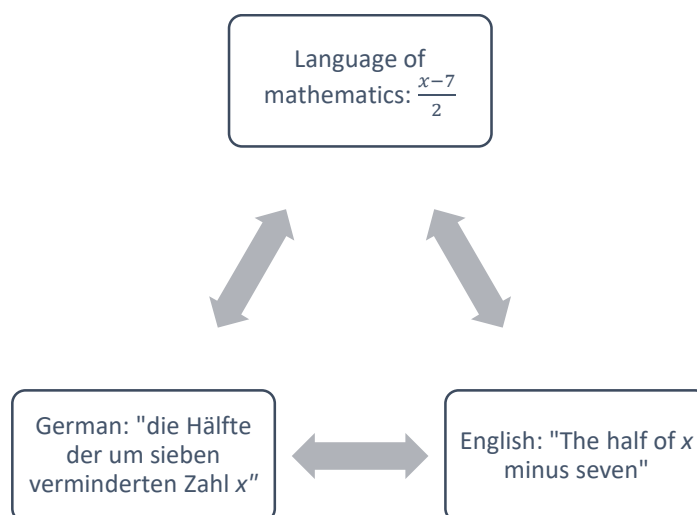 Language of
mathematics: \frac{x-7}{2}
German: "die Hälfte
der um sieben
verminderten Zahl x"
English: "The half of x
minus seven"